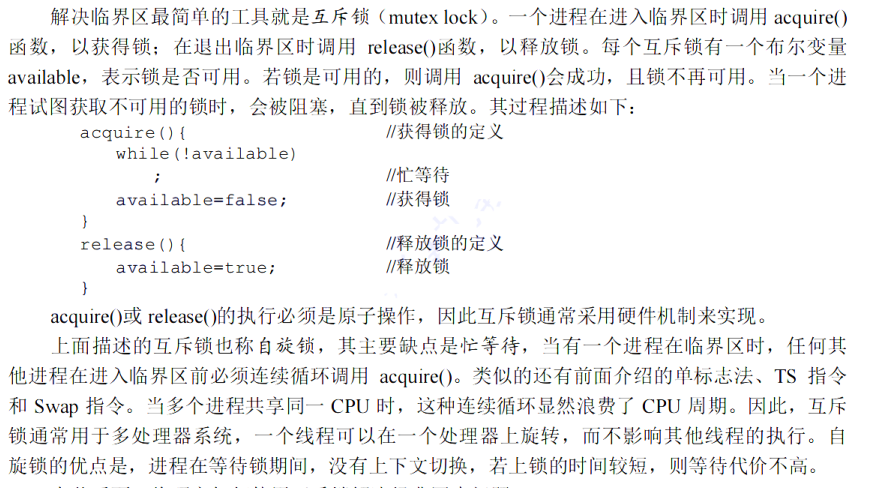 解决临界区最简单的工具就是互斥锁（mutex lock）。一个进程在进入临界区时调用 acquire()
函数，以获得锁；在退出临界区时调用 release()函数，以释放锁。每个互斥锁有一个布尔变量
available，表示锁是否可用。若锁是可用的，则调用 acquire()会成功，且锁不再可用。当一个进
程试图获取不可用的锁时，会被阻塞，直到锁被释放。其过程描述如下：
acquire(){ //获得锁的定义
while(!available)
; //忙等待
available=false; //获得锁
}
release(){ //释放锁的定义
available=true; //释放锁
}
acquire()或 release()的执行必须是原子操作，因此互斥锁通常采用硬件机制来实现。
上面描述的互斥锁也称自旋锁，其主要缺点是忙等待，当有一个进程在临界区时，任何其
他进程在进入临界区前必须连续循环调用 acquire()。类似的还有前面介绍的单标志法、TS 指令
和 Swap 指令。当多个进程共享同一 CPU 时，这种连续循环显然浪费了 CPU 周期。因此，互斥
锁通常用于多处理器系统，一个线程可以在一个处理器上旋转，而不影响其他线程的执行。自
旋锁的优点是，进程在等待锁期间，没有上下文切换，若上锁的时间较短，则等待代价不高。